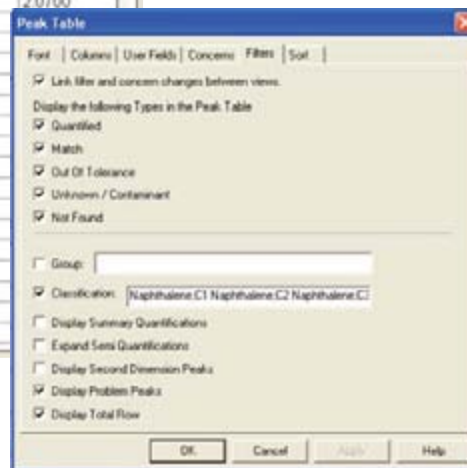 2.0700
Peak Table
Font Columns User Fields Concerns Filters Sort
Link filter and concern changes between views.
Display the following Types in the Peak Table
Quantified
Match
Out Of Tolerance
Unknown / Contaminant
Not Found
Group:
Classification: Naphthalene;C1 Naphthalene;C2 Naphthalene;C
Display Summary Quantifications
Expand Semi Quantifications
Display Second Dimension Peaks
Display Problem Peaks
Display Total Row
OK Cancel Apply Help